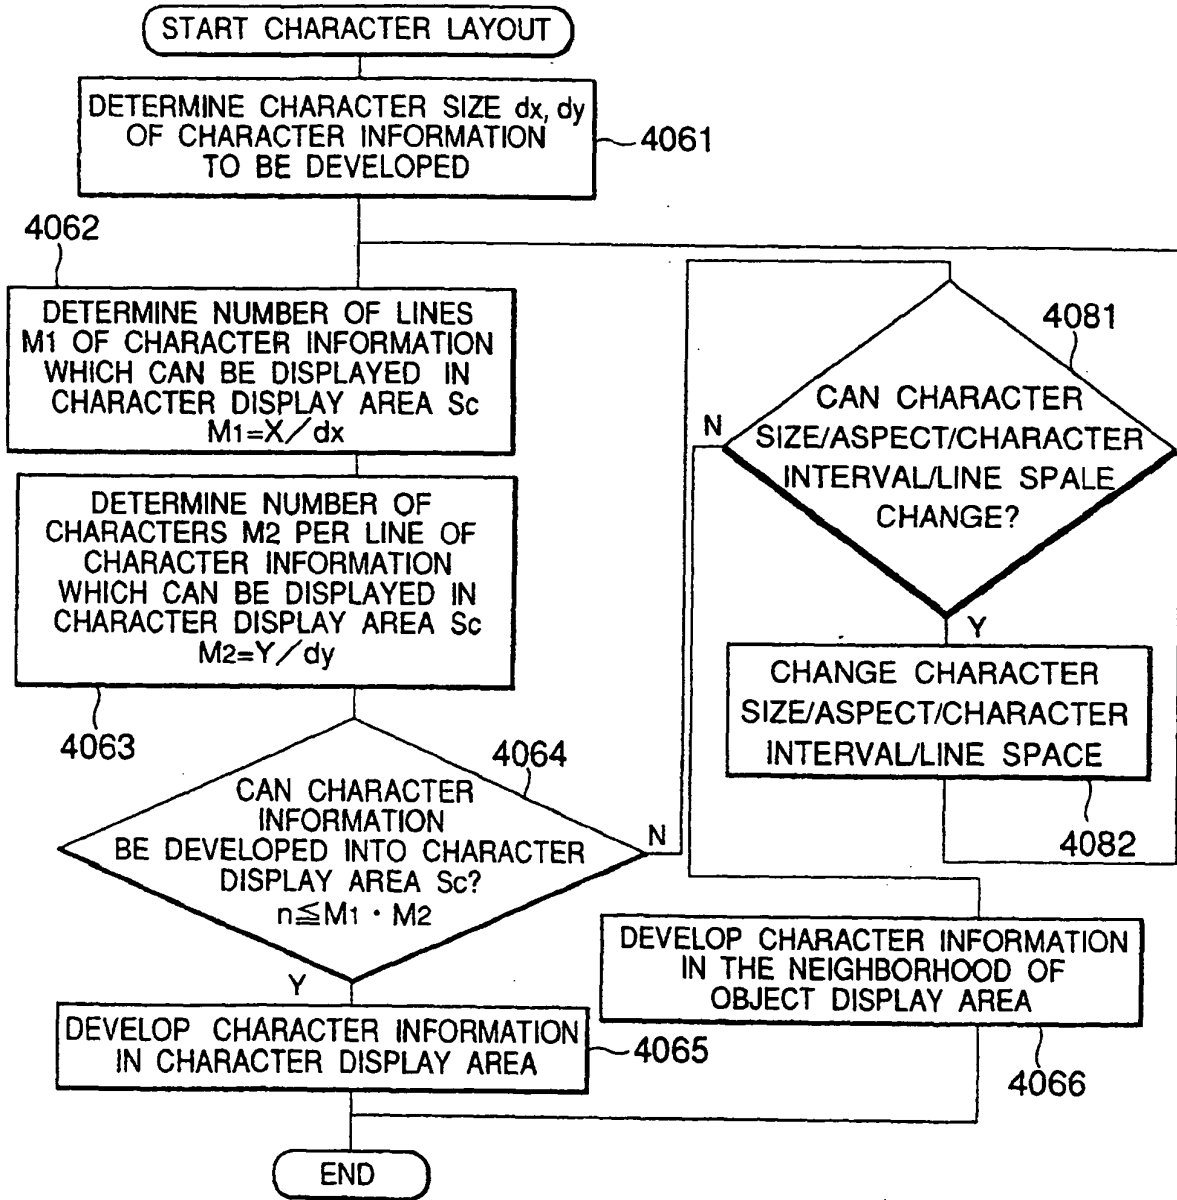 START CHARACTER LAYOUT
DETERMINE CHARACTER SIZE dx, dy
OF CHARACTER INFORMATION
TO BE DEVELOPED
4061
4062
DETERMINE NUMBER OF LINES
M1 OF CHARACTER INFORMATION
WHICH CAN BE DISPLAYED IN
CHARACTER DISPLAY AREA Sc
M1=X/dx
DETERMINE NUMBER OF
CHARACTERS M2 PER LINE OF
CHARACTER INFORMATION
WHICH CAN BE DISPLAYED IN
CHARACTER DISPLAY AREA Sc
M2=Y/dy
4063
4064
CAN CHARACTER
INFORMATION
BE DEVELOPED INTO CHARACTER
DISPLAY AREA Sc?
n≦M1・M2
N
Y
DEVELOP CHARACTER INFORMATION
IN CHARACTER DISPLAY AREA
4065
4081
CAN CHARACTER
SIZE/ASPECT/CHARACTER
INTERVAL/LINE SPALE
CHANGE?
N
Y
CHANGE CHARACTER
SIZE/ASPECT/CHARACTER
INTERVAL/LINE SPACE
4082
DEVELOP CHARACTER INFORMATION
IN THE NEIGHBORHOOD OF
OBJECT DISPLAY AREA
4066
END